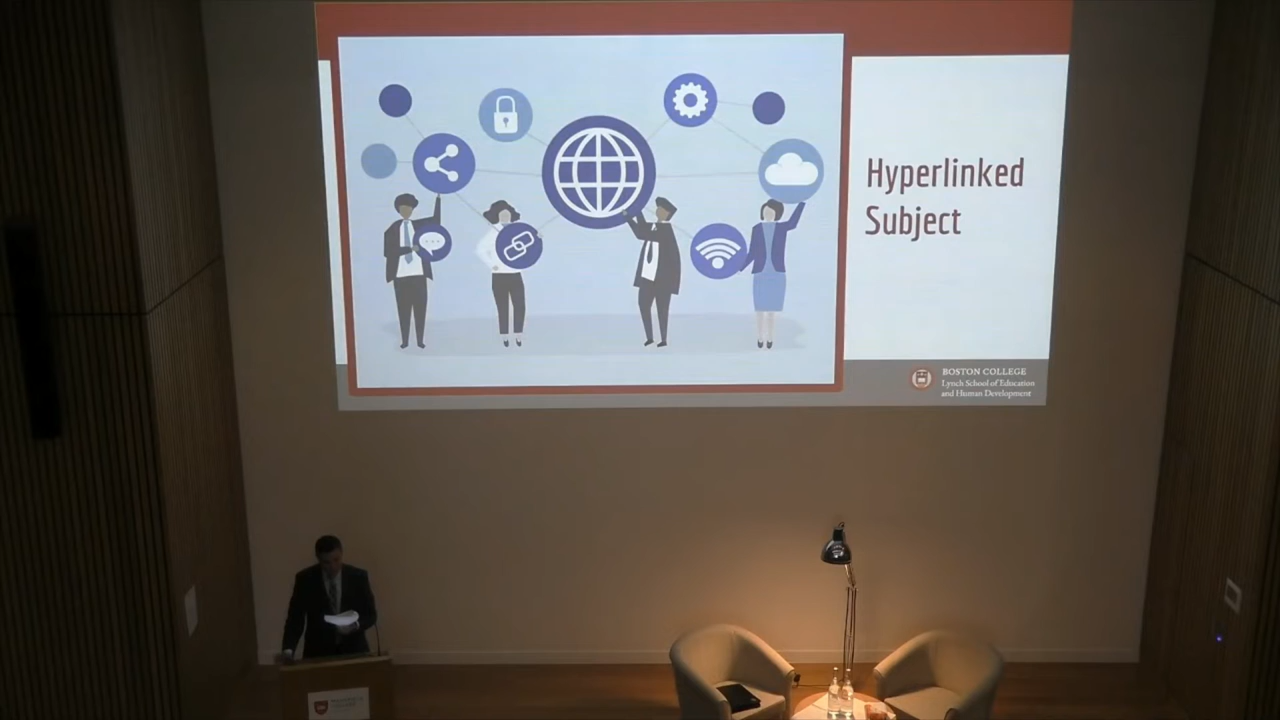 Hyperlinked
Subject
BOSTON COLLEGE
Lynch School of Education
and Human Development